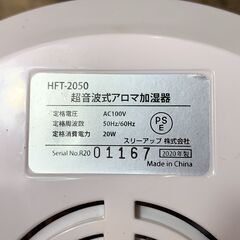 HFT-2050
超音波式アロマ加湿器
定格電圧 AC100V
定格周波数 50Hz/60Hz
定格消費電力 20W
PSE
スリーアップ 株式会社
Serial No.R20 01167 2020年製
Made in China